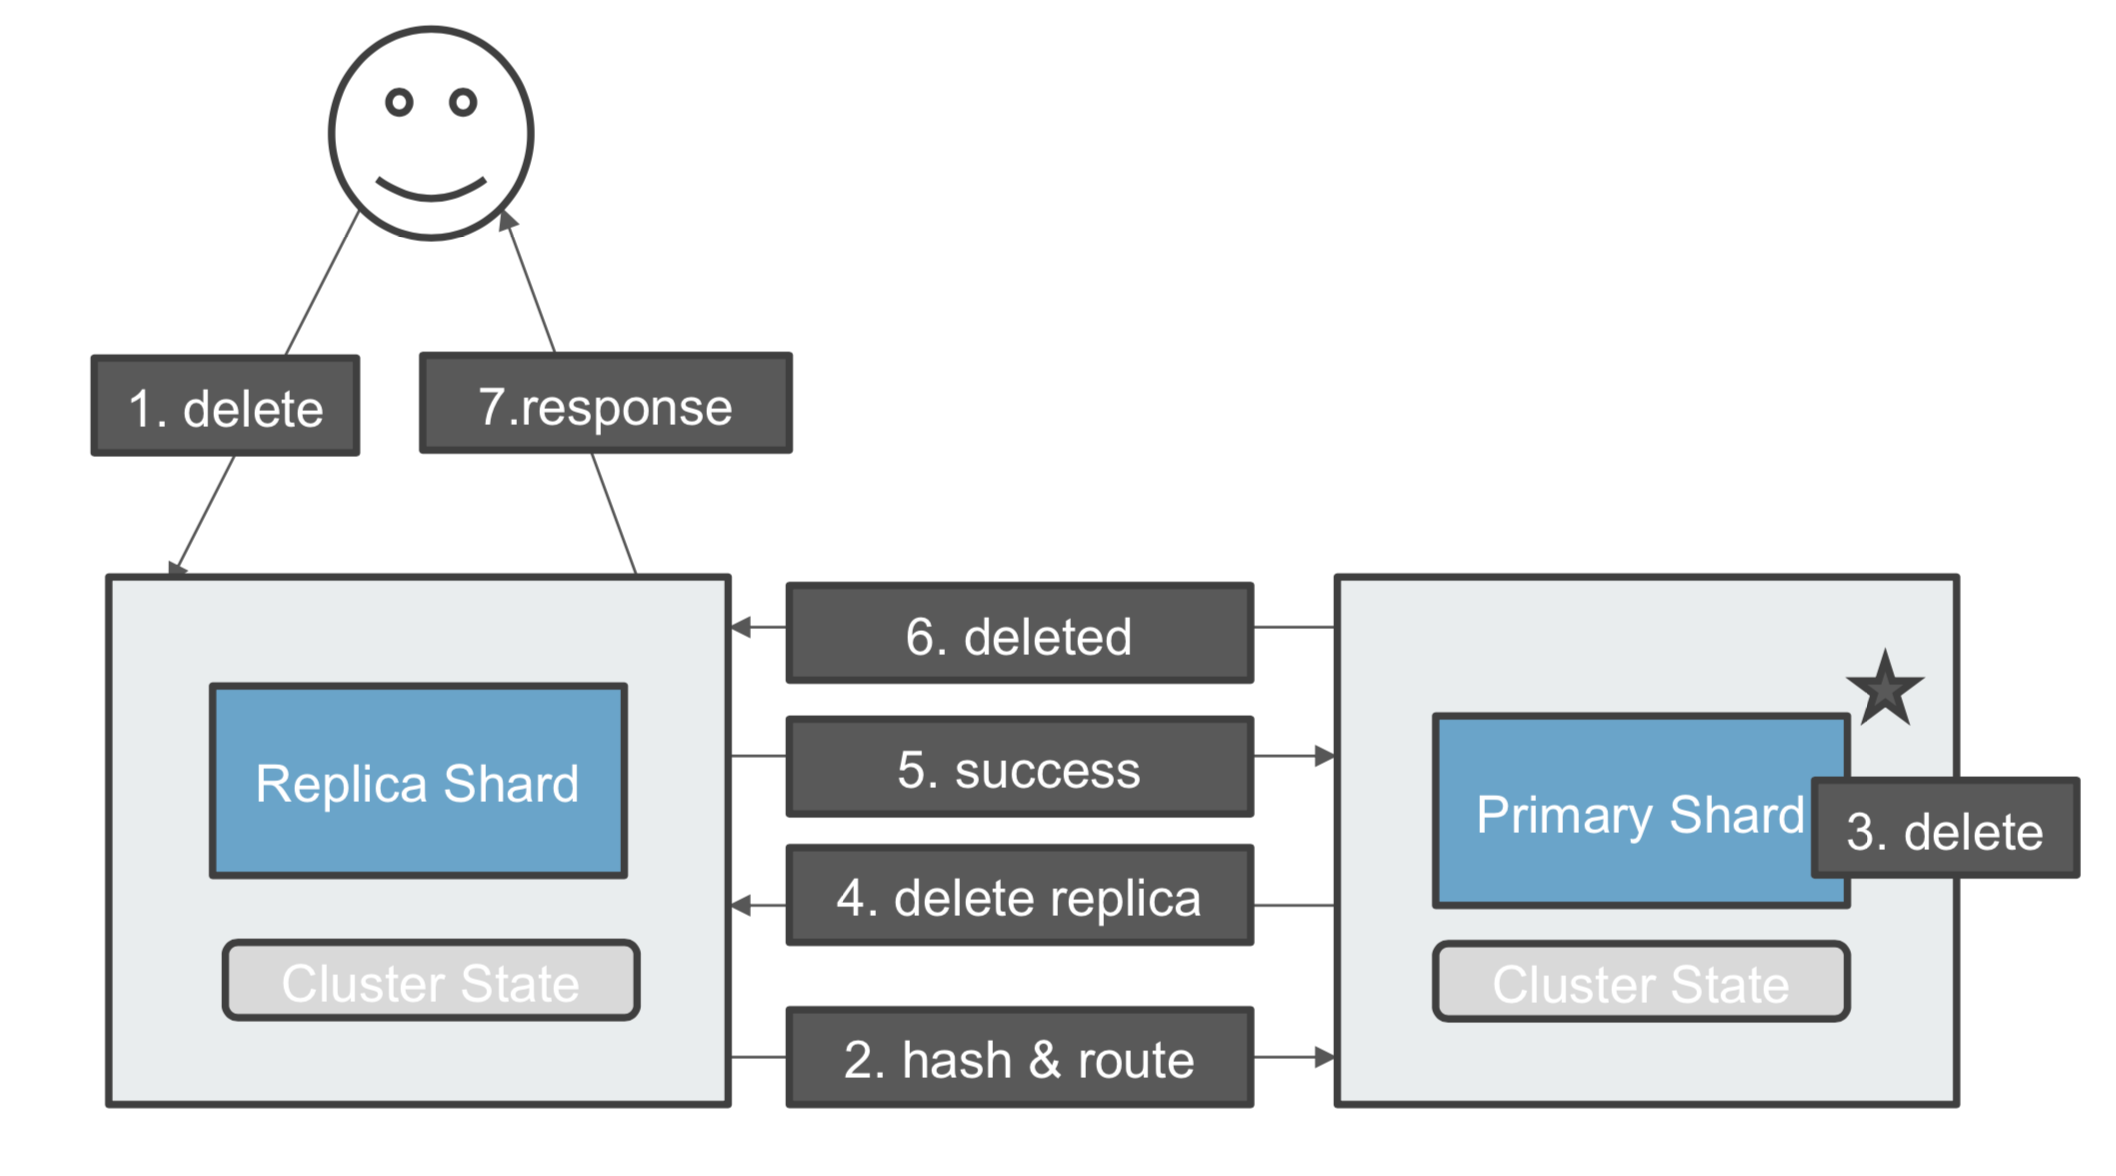 1. delete
7.response
6. deleted
5. success
Replica Shard
Primary Shard
3. delete
4. delete replica
Cluster State
Cluster State
2. hash & route